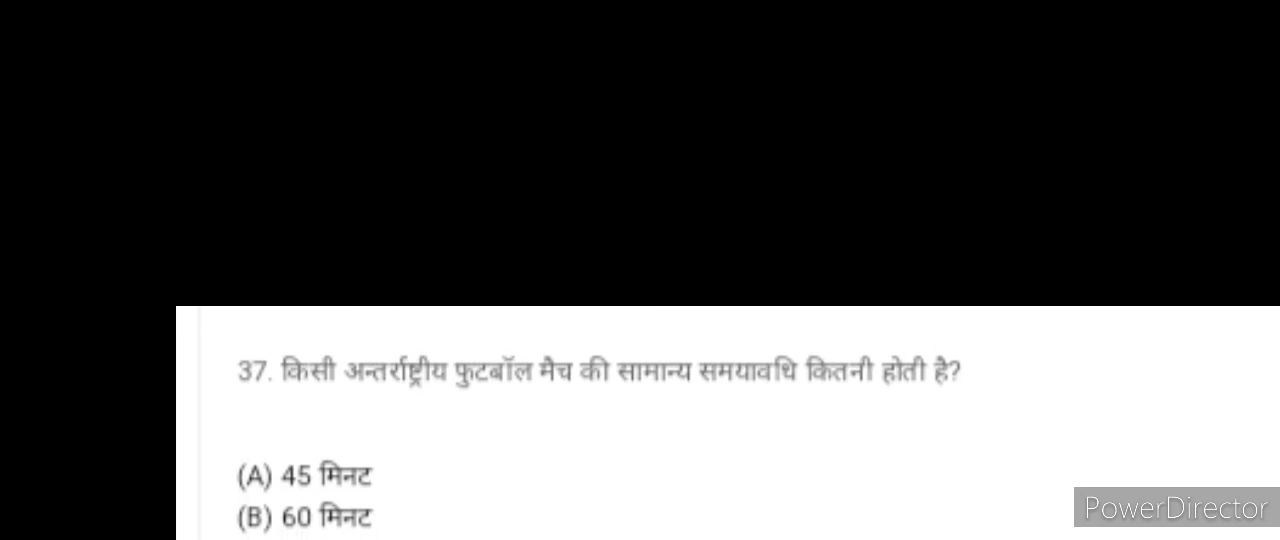 37. किसी अन्तर्राष्ट्रीय फुटबॉल मैच की सामान्य समयावधि कितनी होती है?
(A) 45 मिनट
(B) 60 मिनट
PowerDirector